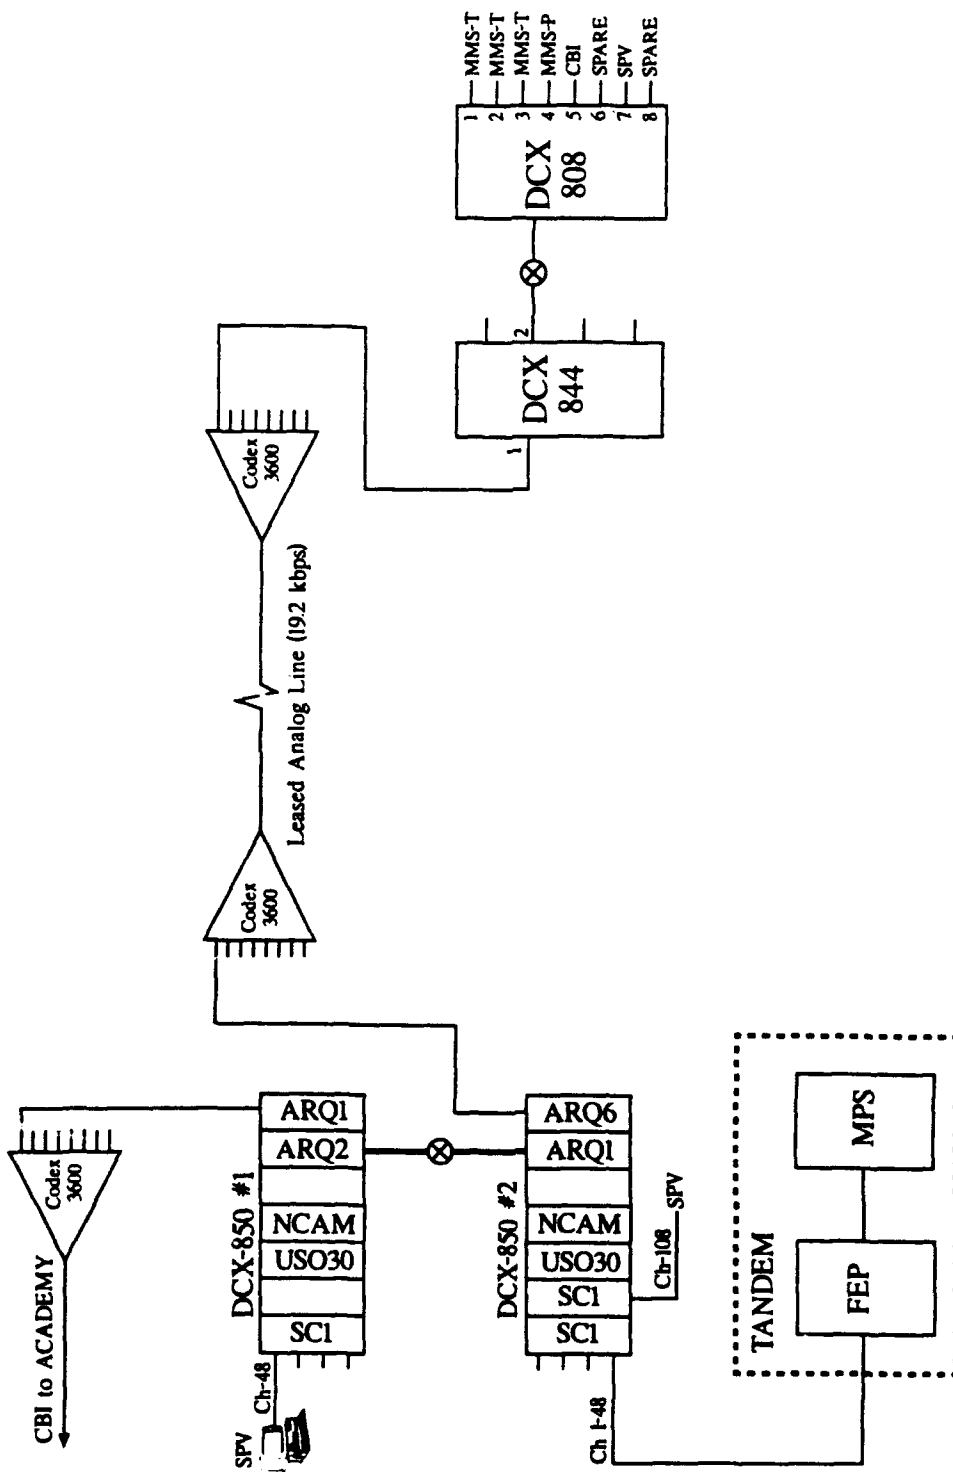 CBI to ACADEMY
Codex
3600
SPV
Ch-48
DCX-850 #1
SC1
USO30
NCAM
ARQ2
ARQ1
DCX-850 #2
SC1
SC1
USO30
NCAM
ARQ1
ARQ6
Ch-108
SPV
Ch 1-48
TANDEM
FEP
MPS
Codex
3600
Leased Analog Line (19.2 kbps)
Codex
3600
1
DCX
844
2
DCX
808
1 MMS-T
2 MMS-T
3 MMS-T
4 MMS-P
5 CBI
6 SPARE
7 SPV
8 SPARE